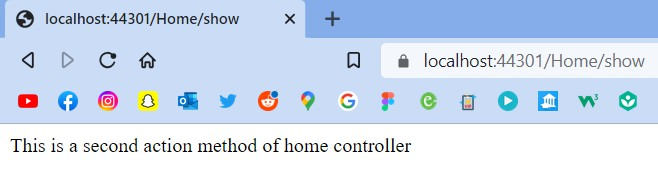 localhost:44301/Home/show
localhost:44301/Home/show
This is a second action method of home controller